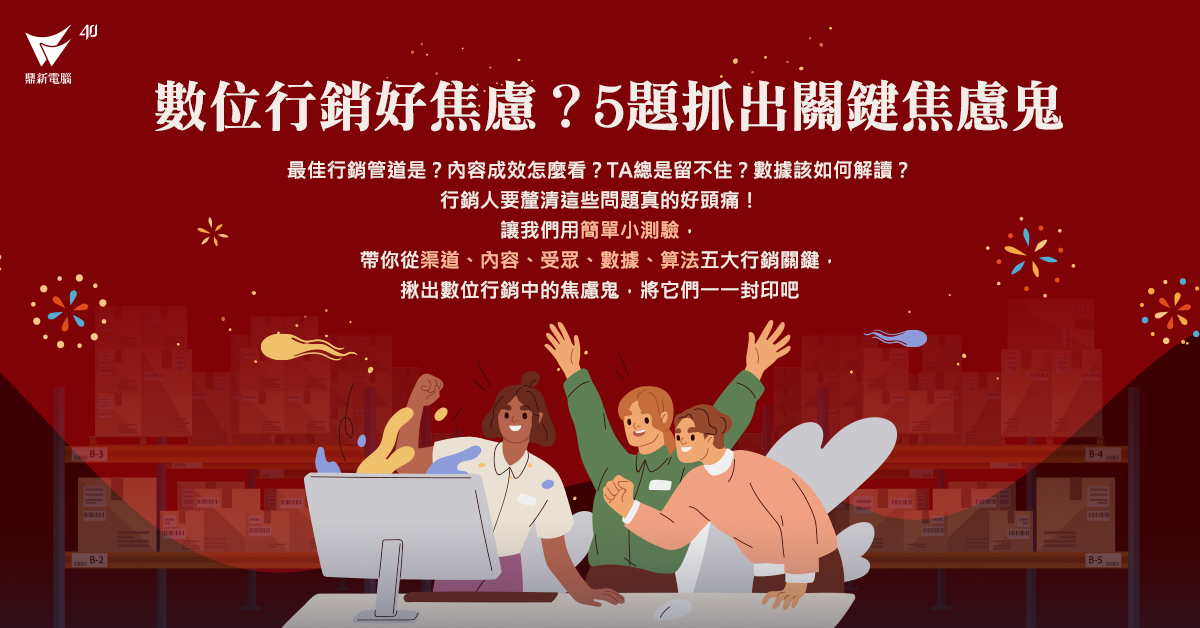 40
鼎新電腦
數位行銷好焦慮？5題抓出關鍵焦慮鬼
最佳行銷管道是？內容成效怎麼看？TA總是留不住？數據該如何解讀？
行銷人要釐清這些問題真的好頭痛！
讓我們用簡單小測驗，
帶你從渠道、內容、受眾、數據、算法五大行銷關鍵，
揪出數位行銷中的焦慮鬼，將它們一一封印吧
B-3
B-4
B-2
B-5